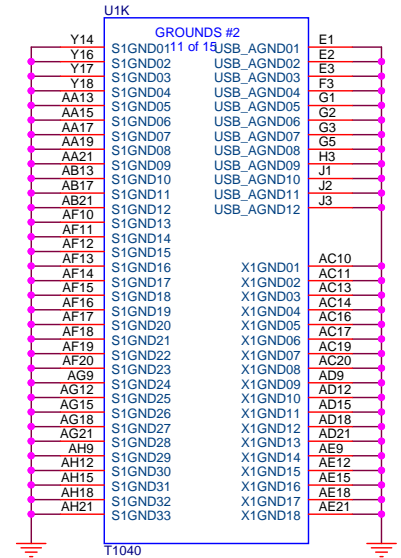 U1K
GROUNDS #2
11 of 15
Y14 S1GND01 USB_AGND01 E1
Y16 S1GND02 USB_AGND02 E2
Y17 S1GND03 USB_AGND03 E3
Y18 S1GND04 USB_AGND04 F3
AA13 S1GND05 USB_AGND05 G1
AA15 S1GND06 USB_AGND06 G2
AA17 S1GND07 USB_AGND07 G3
AA19 S1GND08 USB_AGND08 G5
AA21 S1GND09 USB_AGND09 H3
AB13 S1GND10 USB_AGND10 J1
AB17 S1GND11 USB_AGND11 J2
AB21 S1GND12 USB_AGND12 J3
AF10 S1GND13
AF11 S1GND14
AF12 S1GND15
AF13 S1GND16 X1GND01 AC10
AF14 S1GND17 X1GND02 AC11
AF15 S1GND18 X1GND03 AC13
AF16 S1GND19 X1GND04 AC14
AF17 S1GND20 X1GND05 AC16
AF18 S1GND21 X1GND06 AC17
AF19 S1GND22 X1GND07 AC19
AF20 S1GND23 X1GND08 AC20
AG9 S1GND24 X1GND09 AD9
AG12 S1GND25 X1GND10 AD12
AG15 S1GND26 X1GND11 AD15
AG18 S1GND27 X1GND12 AD18
AG21 S1GND28 X1GND13 AD21
AH9 S1GND29 X1GND14 AE9
AH12 S1GND30 X1GND15 AE12
AH15 S1GND31 X1GND16 AE15
AH18 S1GND32 X1GND17 AE18
AH21 S1GND33 X1GND18 AE21
T1040